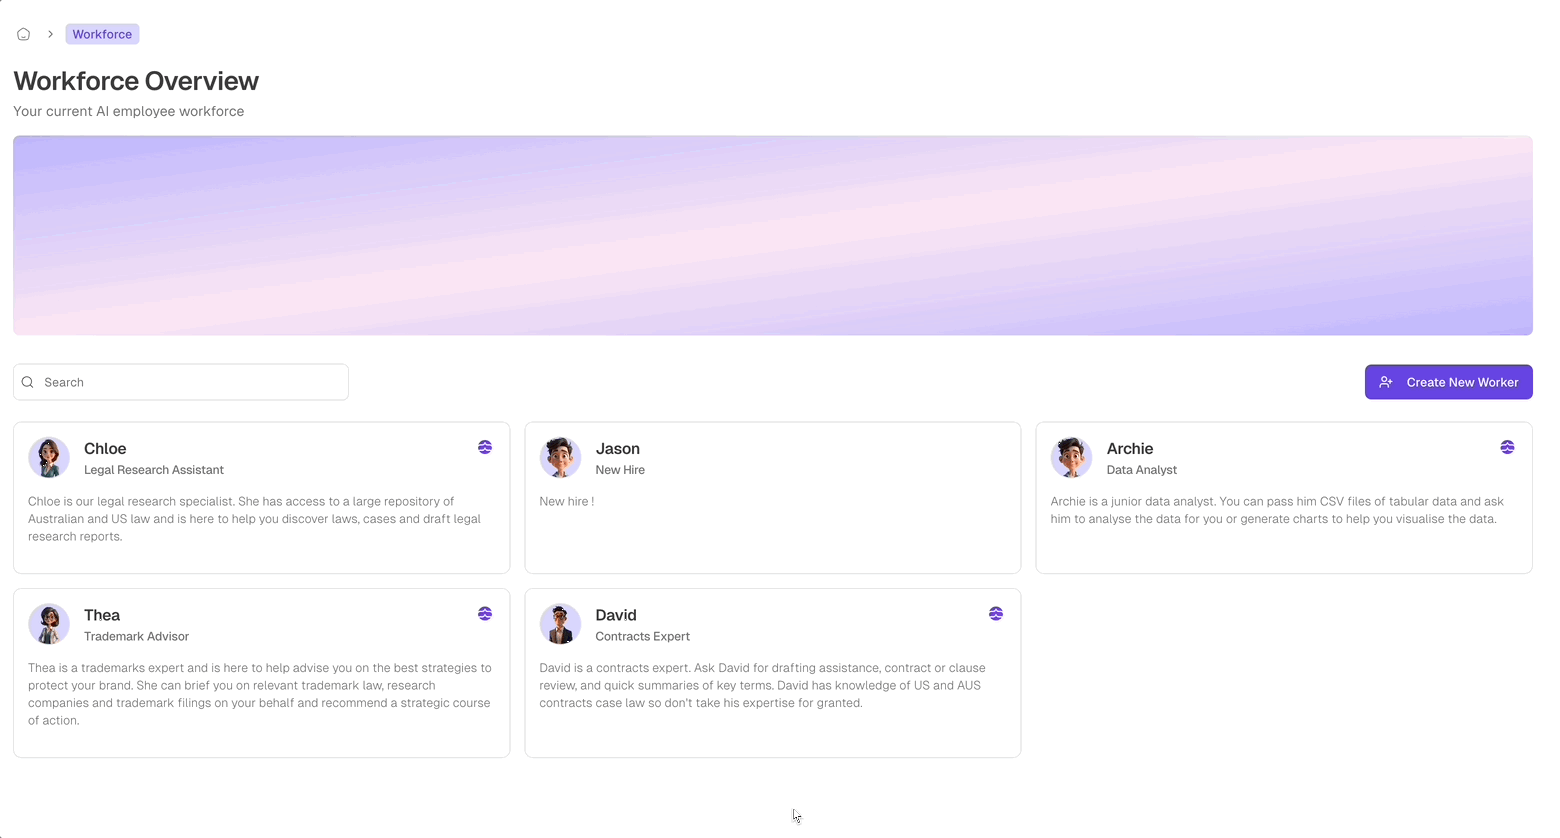 Workforce
Workforce Overview
Your current AI employee workforce
Search
Create New Worker
Chloe
Legal Research Assistant
Chloe is our legal research specialist. She has access to a large repository of
Australian and US law and is here to help you discover laws, cases and draft legal
research reports.
Jason
New Hire
New hire !
Archie
Data Analyst
Archie is a junior data analyst. You can pass him CSV files of tabular data and ask
him to analyse the data for you or generate charts to help you visualise the data.
Thea
Trademark Advisor
Thea is a trademarks expert and is here to help advise you on the best strategies to
protect your brand. She can brief you on relevant trademark law, research
companies and trademark filings on your behalf and recommend a strategic course
of action.
David
Contracts Expert
David is a contracts expert. Ask David for drafting assistance, contract or clause
review, and quick summaries of key terms. David has knowledge of US and AUS
contracts case law so don't take his expertise for granted.